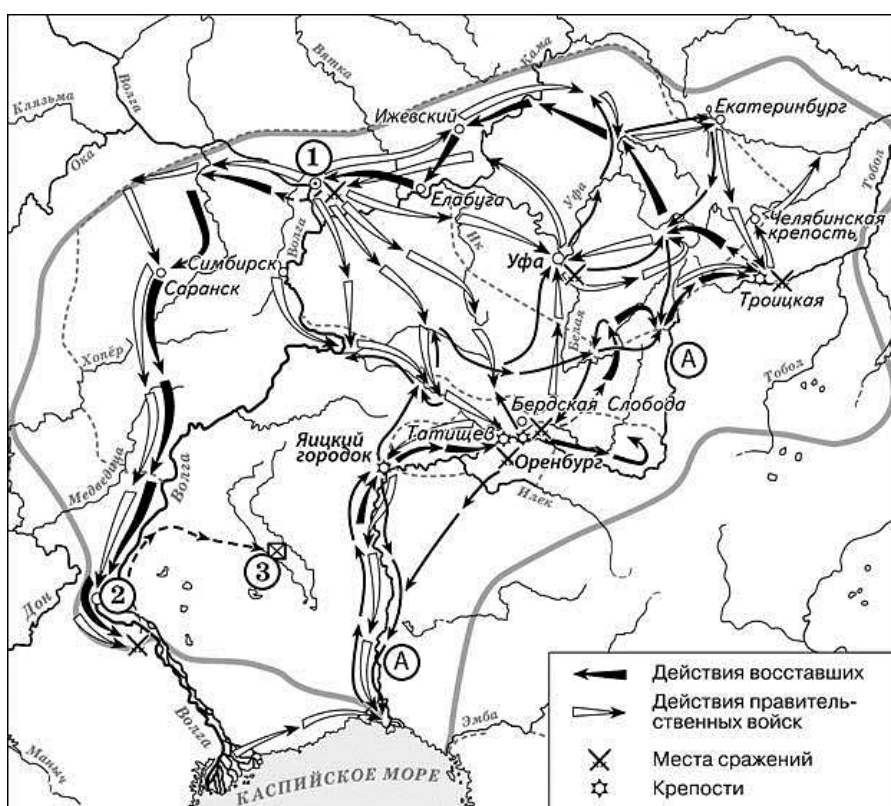 Кама
Вятка
Волга
Клязьма
Екатеринбург
Ижевский
Ока
1
Тобол
Уфа
Елабуга
Челябинская
крепость
Волга
Ик
Симбирск
Саранск
Уфа
Троицкая
Белая
А
Хопёр
Тобол
Бердская Слобода
Татищев
Яицкий
городок
Оренбург
Медведица
Волга
Илек
3
2
Дон
А
Волга
Эмба
Маныч
КАСПИЙСКОЕ МОРЕ
Действия восставших
Действия правитель-
ственных войск
Места сражений
Крепости